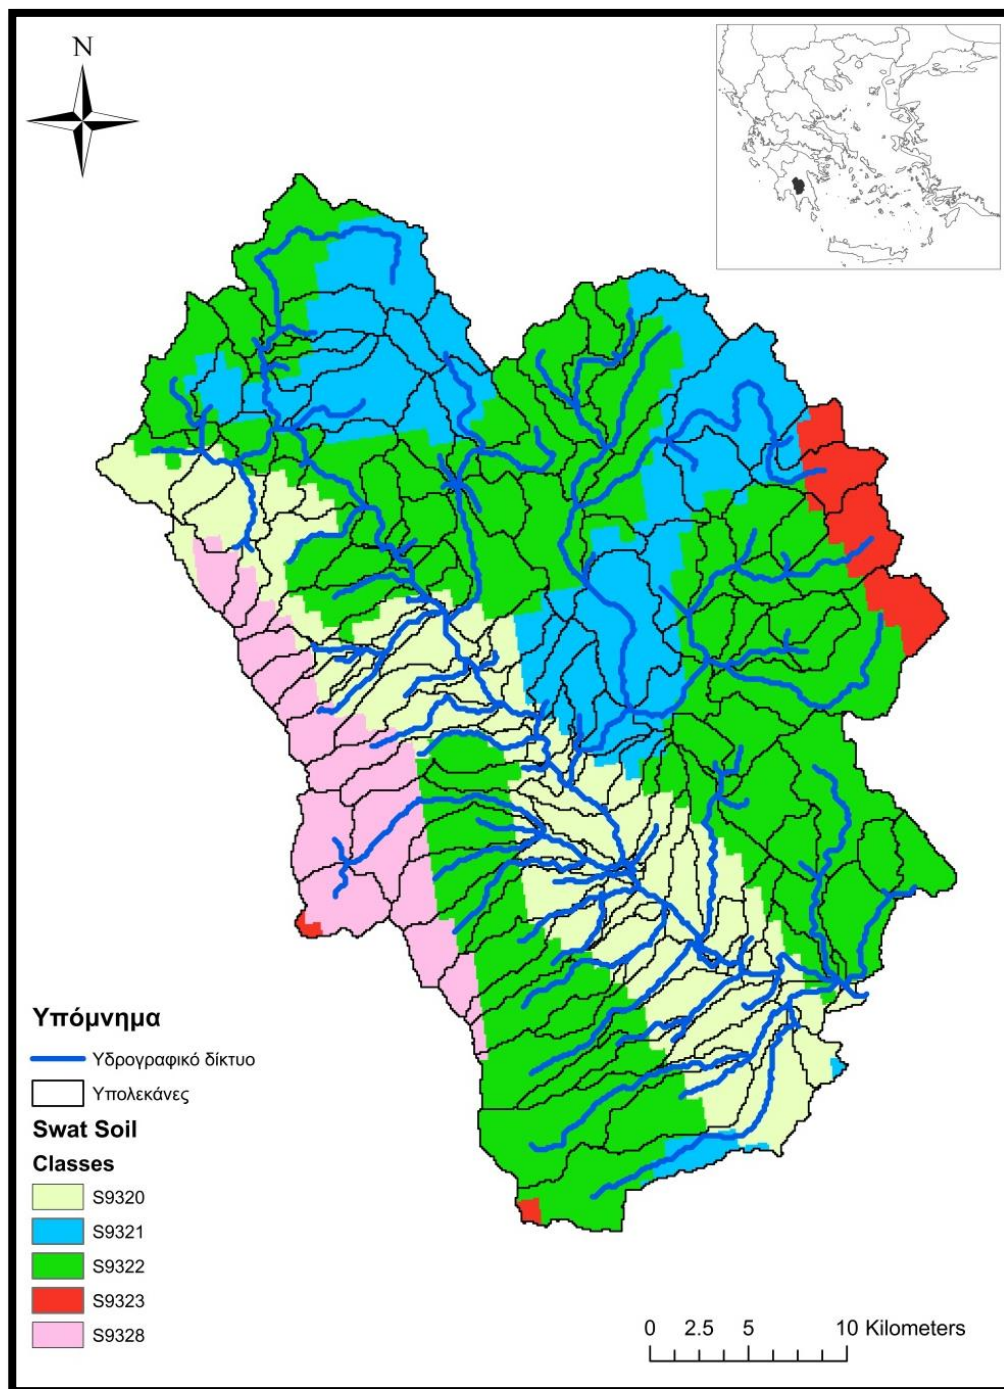 N
Υπόμνημα
Υδρογραφικό δίκτυο
Υπολεκάνες
Swat Soil
Classes
S9320
S9321
S9322
S9323
S9328
0 2.5 5 10 Kilometers